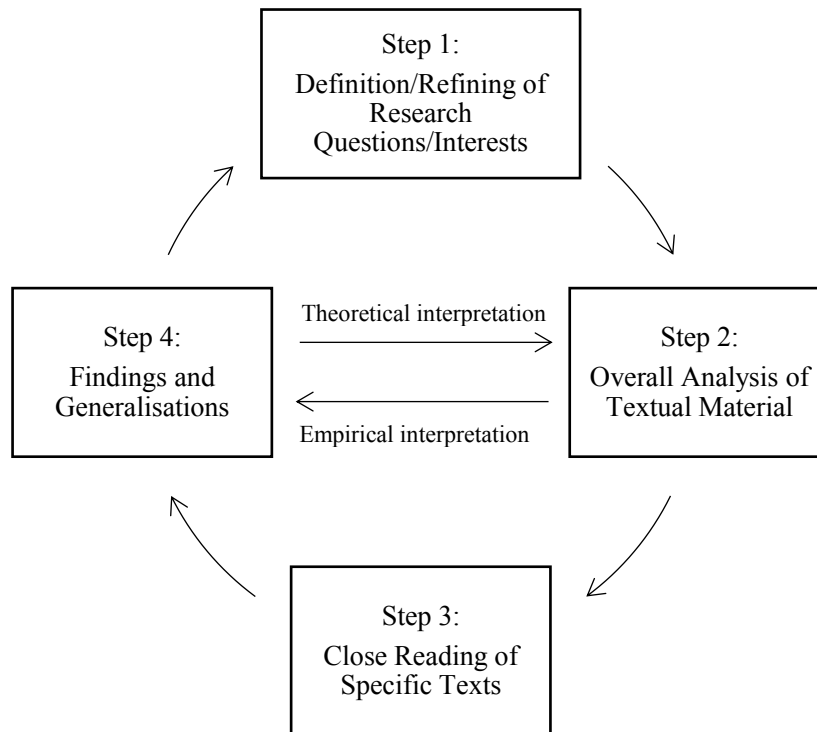 Step 1:
Definition/Refining of
Research
Questions/Interests
Step 4:
Findings and
Generalisations
Theoretical interpretation
Empirical interpretation
Step 2:
Overall Analysis of
Textual Material
Step 3:
Close Reading of
Specific Texts